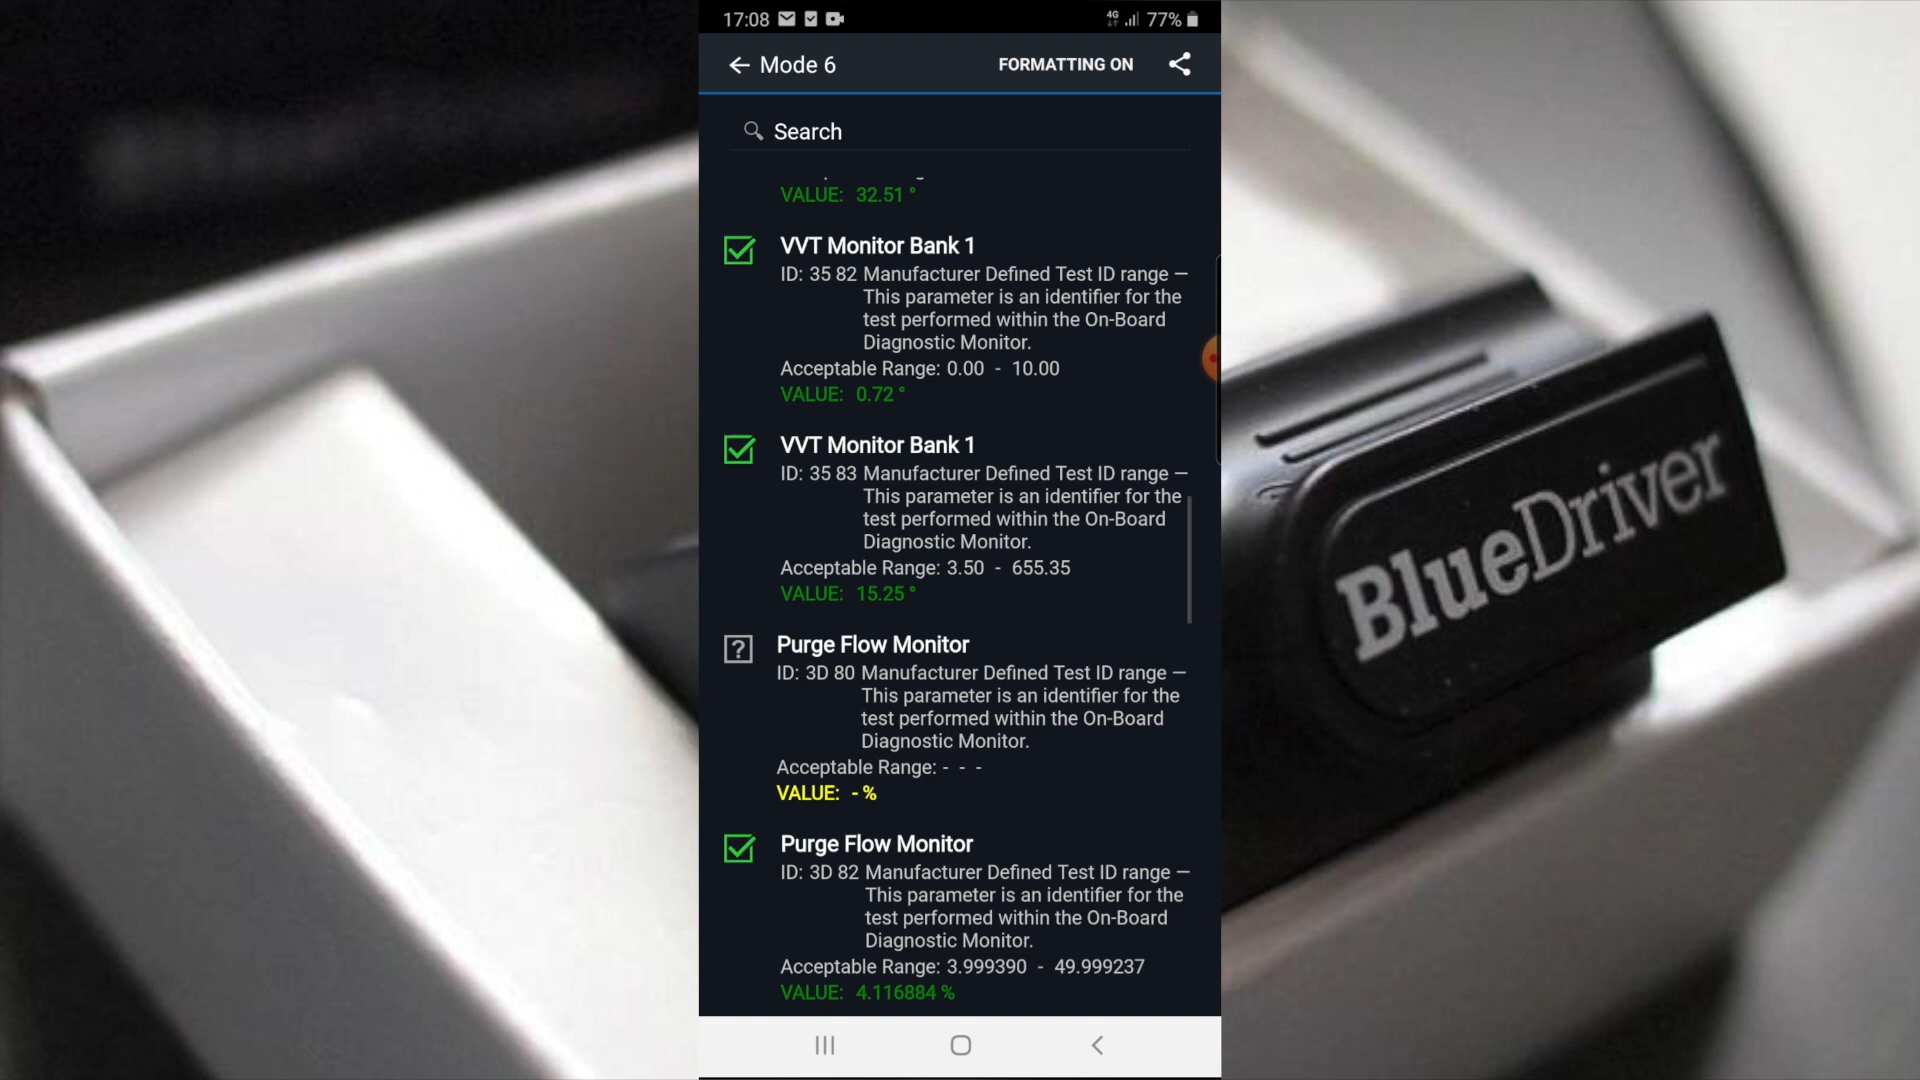 17:08
4G
77%
Mode 6
FORMATTING ON
Search
VALUE: 32.51 °
VVT Monitor Bank 1
ID: 35 82 Manufacturer Defined Test ID range —
This parameter is an identifier for the
test performed within the On-Board
Diagnostic Monitor.
Acceptable Range: 0.00 - 10.00
VALUE: 0.72 °
VVT Monitor Bank 1
ID: 35 83 Manufacturer Defined Test ID range —
This parameter is an identifier for the
test performed within the On-Board
Diagnostic Monitor.
Acceptable Range: 3.50 - 655.35
VALUE: 15.25 °
Purge Flow Monitor
ID: 3D 80 Manufacturer Defined Test ID range —
This parameter is an identifier for the
test performed within the On-Board
Diagnostic Monitor.
Acceptable Range: - - -
VALUE: - %
Purge Flow Monitor
ID: 3D 82 Manufacturer Defined Test ID range —
This parameter is an identifier for the
test performed within the On-Board
Diagnostic Monitor.
Acceptable Range: 3.999390 - 49.999237
VALUE: 4.116884 %
BlueDriver